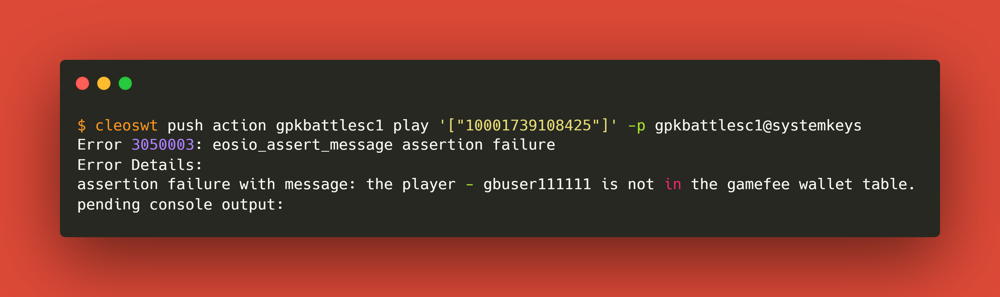 $ cleoswt push action gpkbattlesc1 play '["10001739108425"]' -p gpkbattlesc1@systemkeys
Error 3050003: eosio_assert_message assertion failure
Error Details:
assertion failure with message: the player - gbuser111111 is not in the gamefee wallet table.
pending console output: